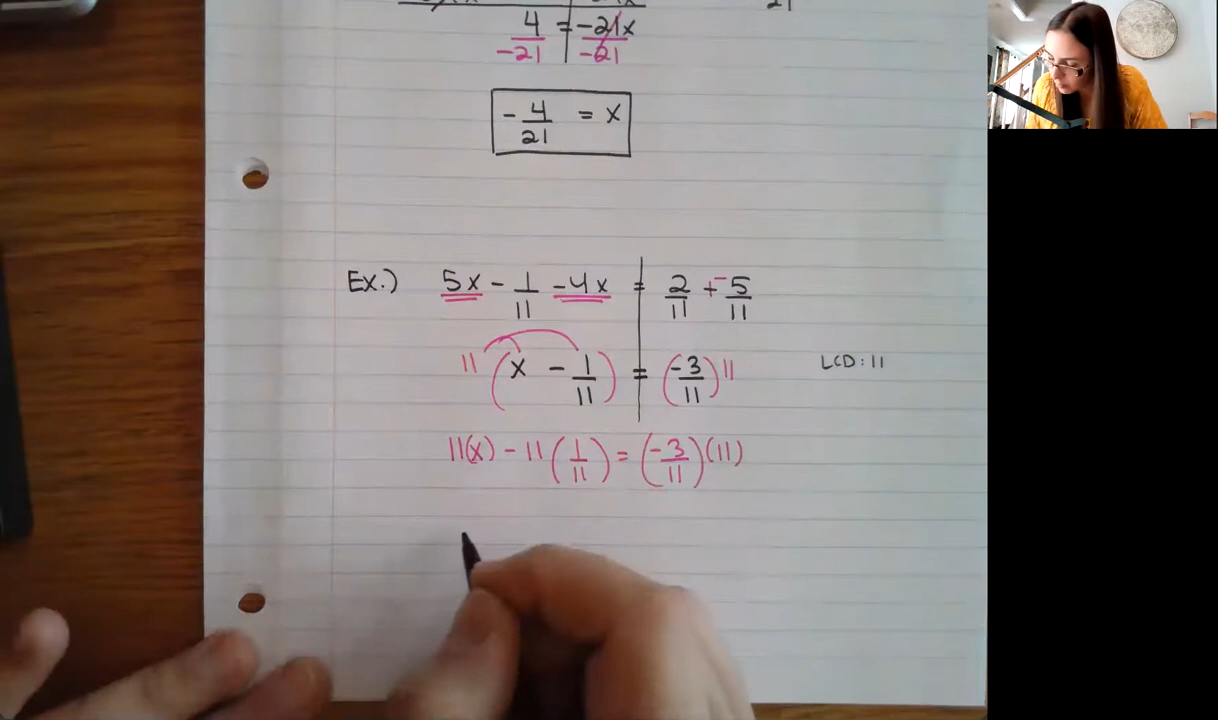 21
4/-21 = -21x/-21
-4/21 = x
Ex.) 5x - 1/11 - 4x = 2/11 + -5/11
11 (x - 1/11) = (-3/11) 11 LCD: 11
11(x) - 11 (1/11) = (-3/11) (11)